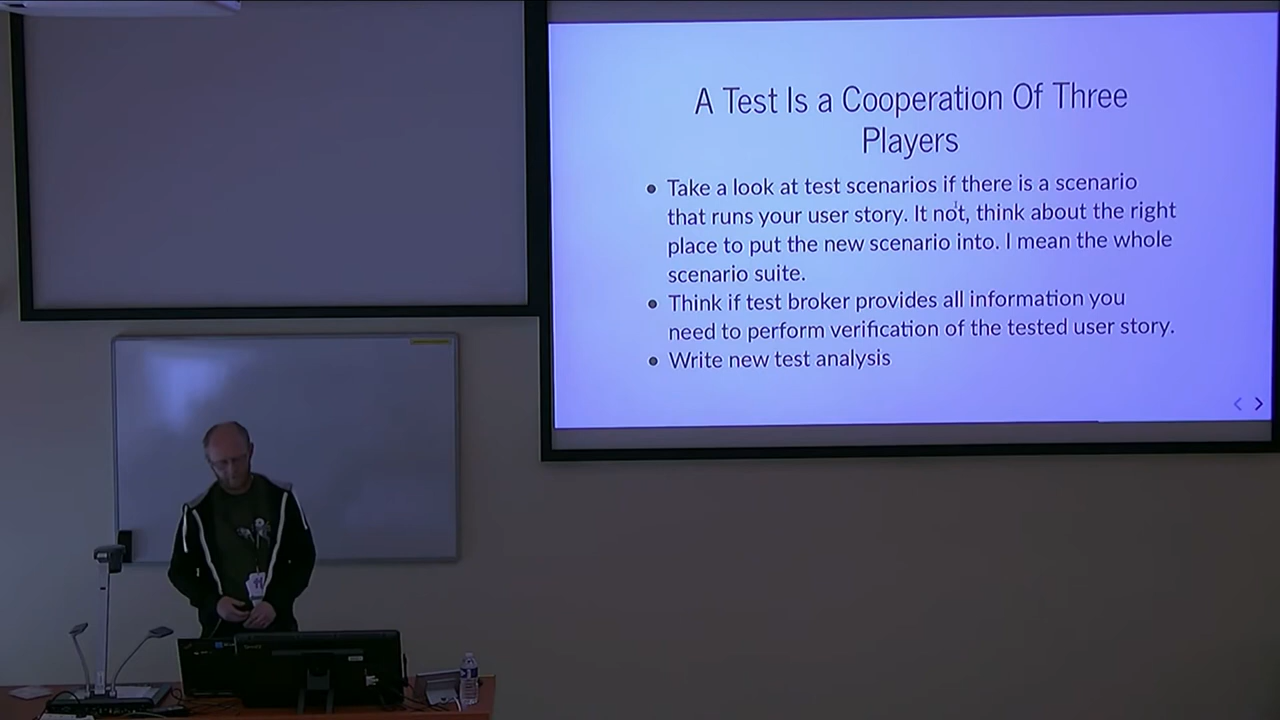 A Test Is a Cooperation Of Three
Players
Take a look at test scenarios if there is a scenario
that runs your user story. It not, think about the right
place to put the new scenario into. I mean the whole
scenario suite.
Think if test broker provides all information you
need to perform verification of the tested user story.
Write new test analysis